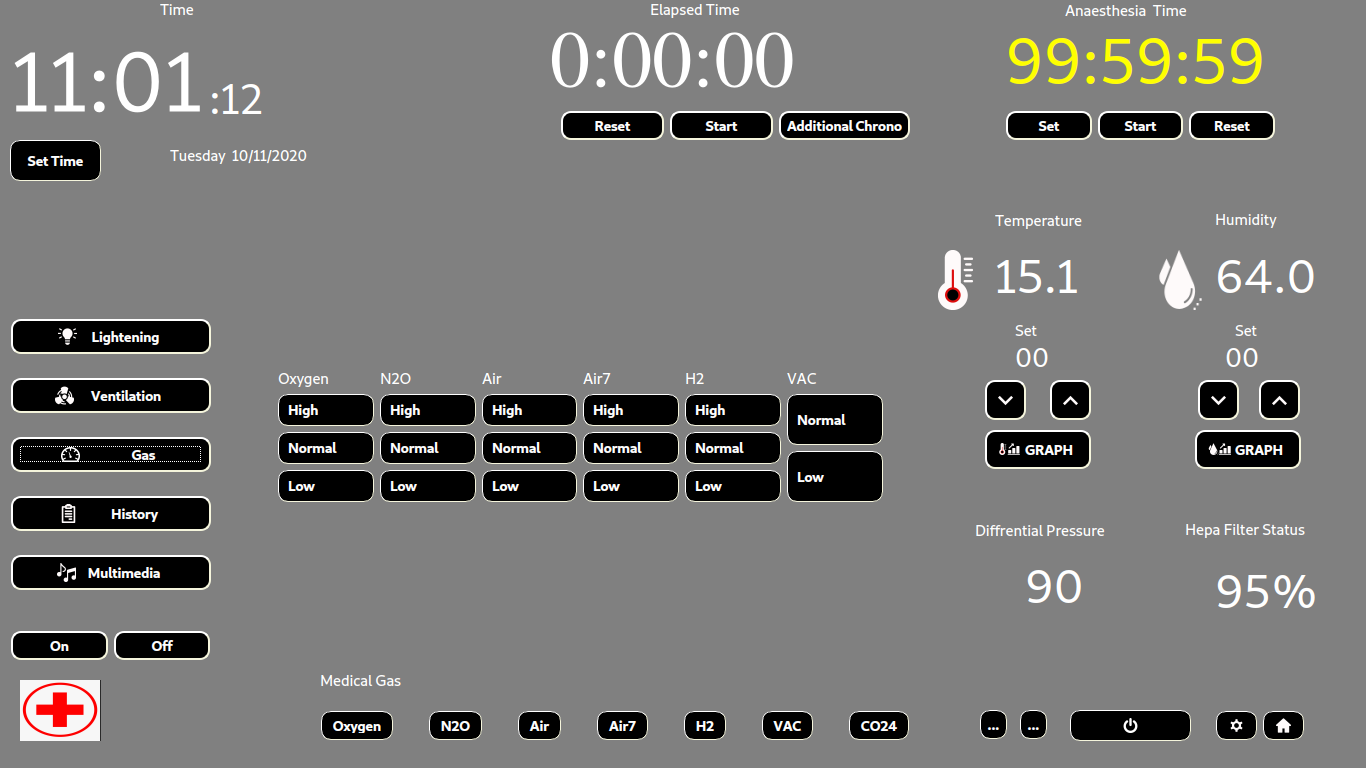 Time
Elapsed Time
Anaesthesia Time
11:01:12
0:00:00
99:59:59
Reset
Start
Additional Chrono
Set
Start
Reset
Set Time
Tuesday 10/11/2020
Temperature
Humidity
15.1
64.0
Set
Set
00
00
GRAPH
GRAPH
Lightening
Ventilation
Gas
History
Multimedia
On
Off
Oxygen
N2O
Air
Air7
H2
VAC
High
High
High
High
High
Normal
Normal
Normal
Normal
Normal
Normal
Low
Low
Low
Low
Low
Low
Diffrential Pressure
Hepa Filter Status
90
95%
Medical Gas
Oxygen
N2O
Air
Air7
H2
VAC
CO24
...
...